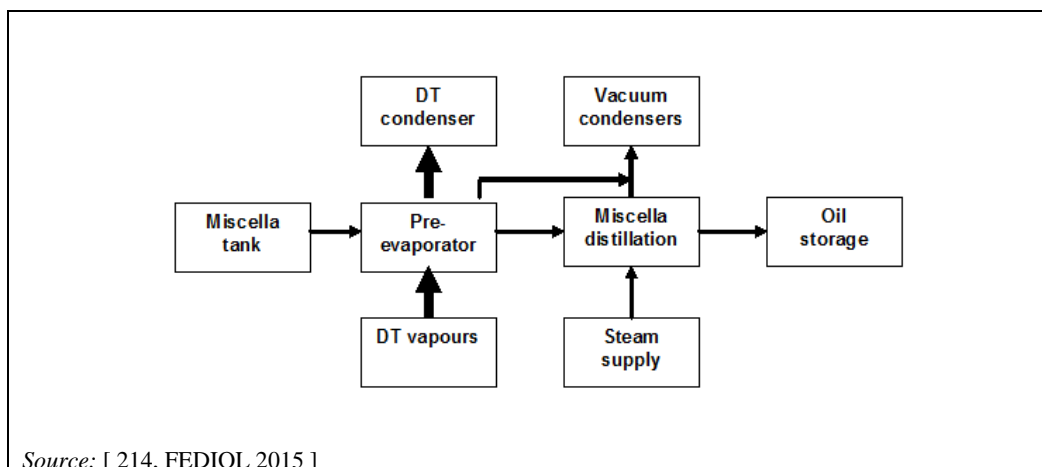 DT
condenser
Vacuum
condensers
Miscella
tank
Pre-
evaporator
Miscella
distillation
Oil
storage
DT vapours
Steam
supply
Source: [ 214, FEDIOL 2015 ]